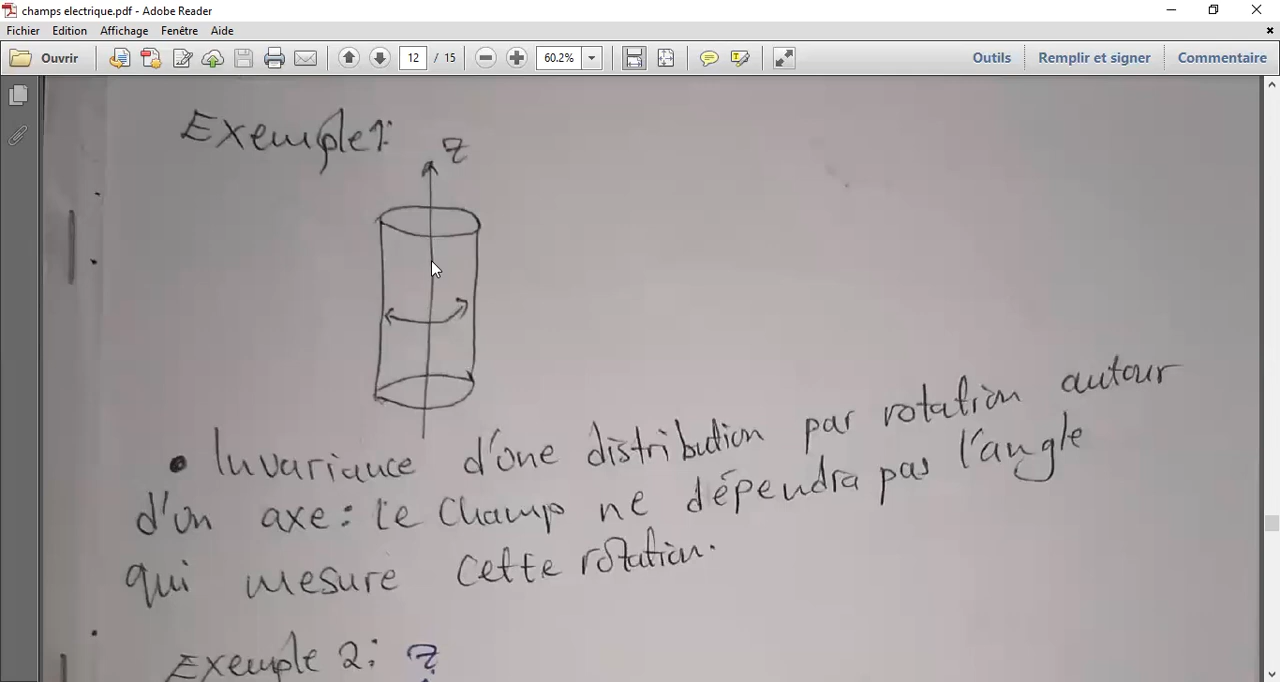 champs electrique.pdf - Adobe Reader
Fichier Edition Affichage Fenêtre Aide
Ouvrir 12 / 15 60.2% Outils Remplir et signer Commentaire
Exemple 1:
z
• Invariance d'une distribution par rotation autour
d'un axe: le champ ne dépendra pas l'angle
qui mesure cette rotation.
Exemple 2: z